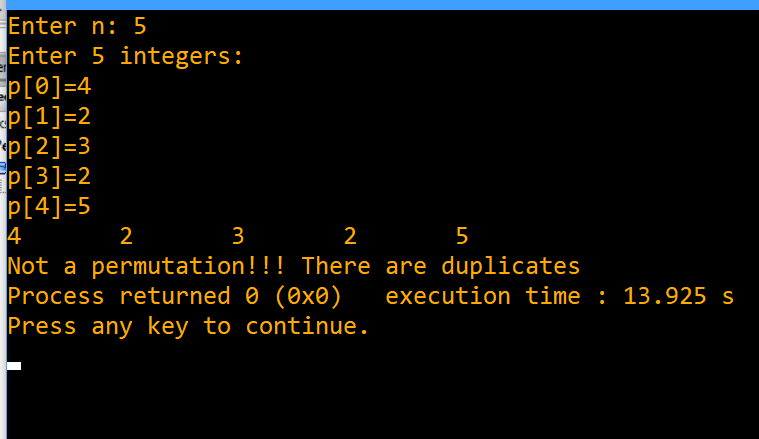 Enter n: 5
Enter 5 integers:
p[0]=4
p[1]=2
p[2]=3
p[3]=2
p[4]=5
4 2 3 2 5
Not a permutation!!! There are duplicates
Process returned 0 (0x0) execution time : 13.925 s
Press any key to continue.